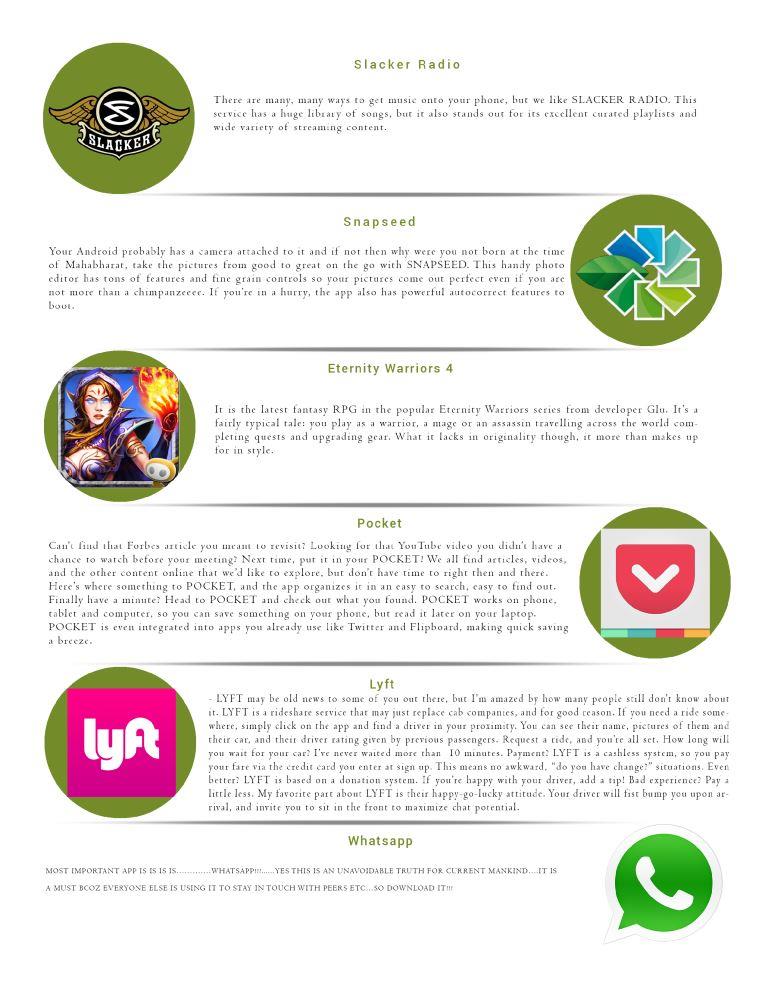 Slacker Radio
SLACKER
There are many, many ways to get music onto your phone, but we like SLACKER RADIO. This
service has a huge library of songs, but it also stands out for its excellent curated playlists and
wide variety of streaming content.
Snapseed
Your Android probably has a camera attached to it and if not then why were you not born at the time
of Mahabharat, take the pictures from good to great on the go with SNAPSEED. This handy photo
editor has tons of features and fine grain controls so your pictures come out perfect even if you are
not more than a chimpanzeeee. If you're in a hurry, the app also has powerful autocorrect features to
boot.
Eternity Warriors 4
It is the latest fantasy RPG in the popular Eternity Warriors series from developer Glu. It's a
fairly typical tale: you play as a warrior, a mage or an assassin travelling across the world com-
pleting quests and upgrading gear. What it lacks in originality though, it more than makes up
for in style.
Pocket
Can't find that Forbes article you meant to revisit? Looking for that YouTube video you didn't have a
chance to watch before your meeting? Next time, put it in your POCKET! We all find articles, videos,
and the other content online that we'd like to explore, but don't have time to right then and there.
Here's where something to POCKET, and the app organizes it in an easy to search, easy to find out.
Finally have a minute? Head to POCKET and check out what you found. POCKET works on phone,
tablet and computer, so you can save something on your phone, but read it later on your laptop.
POCKET is even integrated into apps you already use like Twitter and Flipboard, making quick saving
a breeze.
Lyft
lyft
- LYFT may be old news to some of you out there, but I'm amazed by how many people still don't know about
it. LYFT is a rideshare service that may just replace cab companies, and for good reason. If you need a ride some-
where, simply click on the app and find a driver in your proximity. You can see their name, pictures of them and
their car, and their driver rating given by previous passengers. Request a ride, and you're all set. How long will
you wait for your car? I've never waited more than 10 minutes. Payment? LYFT is a cashless system, so you pay
your fare via the credit card you enter at sign up. This means no awkward, "do you have change?" situations. Even
better? LYFT is based on a donation system. If you're happy with your driver, add a tip! Bad experience? Pay a
little less. My favorite part about LYFT is their happy-go-lucky attitude. Your driver will fist bump you upon ar-
rival, and invite you to sit in the front to maximize chat potential.
Whatsapp
MOST IMPORTANT APP IS IS IS IS............WHATSAPP!!!......YES THIS IS AN UNAVOIDABLE TRUTH FOR CURRENT MANKIND....IT IS
A MUST BCOZ EVERYONE ELSE IS USING IT TO STAY IN TOUCH WITH PEERS ETC...SO DOWNLOAD IT!!!